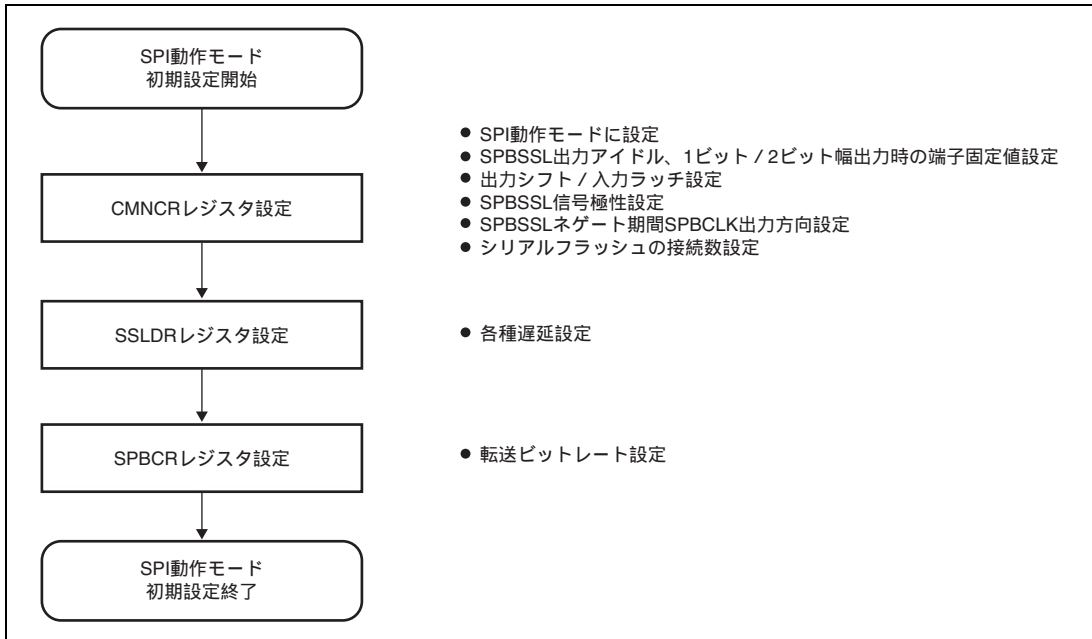 SPI動作モード
初期設定開始
CMNCRレジスタ設定
● SPI動作モードに設定
● SPBSSL出力アイドル、1ビット / 2ビット幅出力時の端子固定値設定
● 出力シフト / 入力ラッチ設定
● SPBSSL信号極性設定
● SPBSSLネゲート期間SPBCLK出力方向設定
● シリアルフラッシュの接続数設定
SSLDRレジスタ設定
● 各種遅延設定
SPBCRレジスタ設定
● 転送ビットレート設定
SPI動作モード
初期設定終了